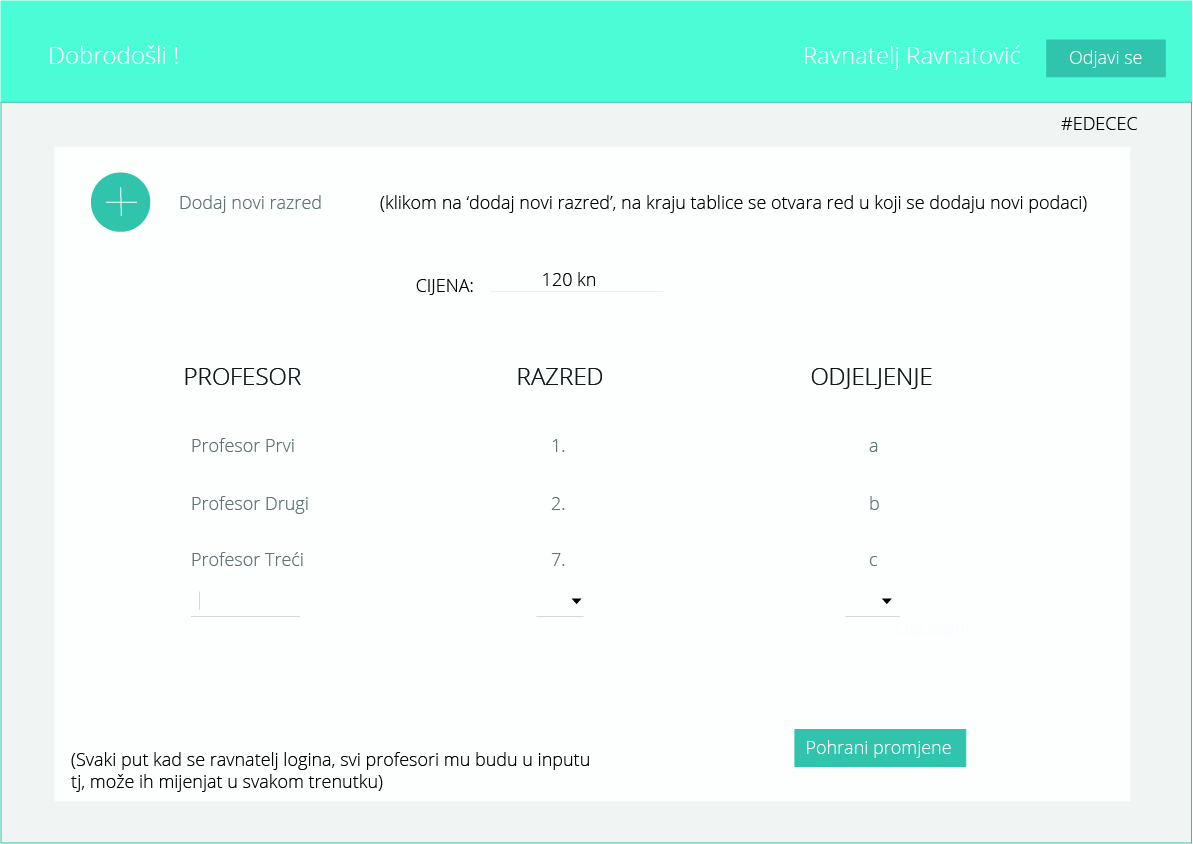 Dobrodošli !
Ravnatelj Ravnatović
Odjavi se
#EDECEC
Dodaj novi razred
(klikom na ‘dodaj novi razred’, na kraju tablice se otvara red u koji se dodaju novi podaci)
CIJENA:
120 kn
PROFESOR RAZRED ODJELJENJE
Profesor Prvi 1. a
Profesor Drugi 2. b
Profesor Treći 7. c
Pohrani promjene
(Svaki put kad se ravnatelj logina, svi profesori mu budu u inputu
tj, može ih mijenjat u svakom trenutku)